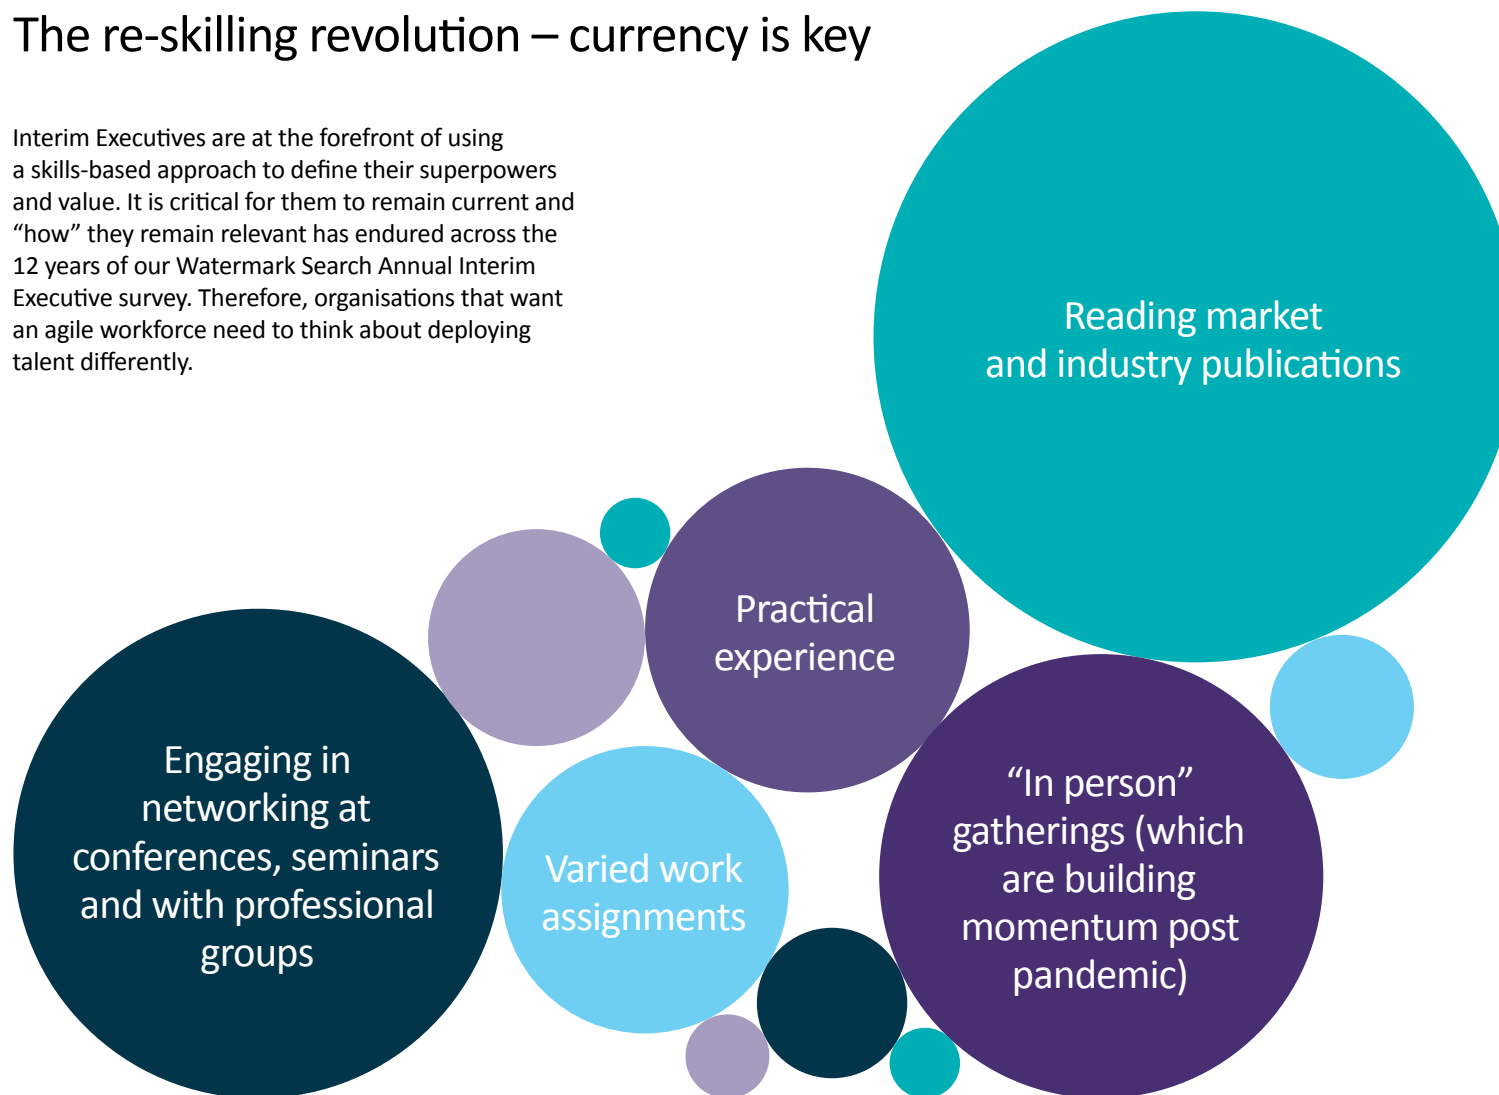 The re-skilling revolution – currency is key
Interim Executives are at the forefront of using
a skills-based approach to define their superpowers
and value. It is critical for them to remain current and
“how” they remain relevant has endured across the
12 years of our Watermark Search Annual Interim
Executive survey. Therefore, organisations that want
an agile workforce need to think about deploying
talent differently.
Reading market
and industry publications
Practical
experience
Engaging in
networking at
conferences, seminars
and with professional
groups
Varied work
assignments
“In person”
gatherings (which
are building
momentum post
pandemic)